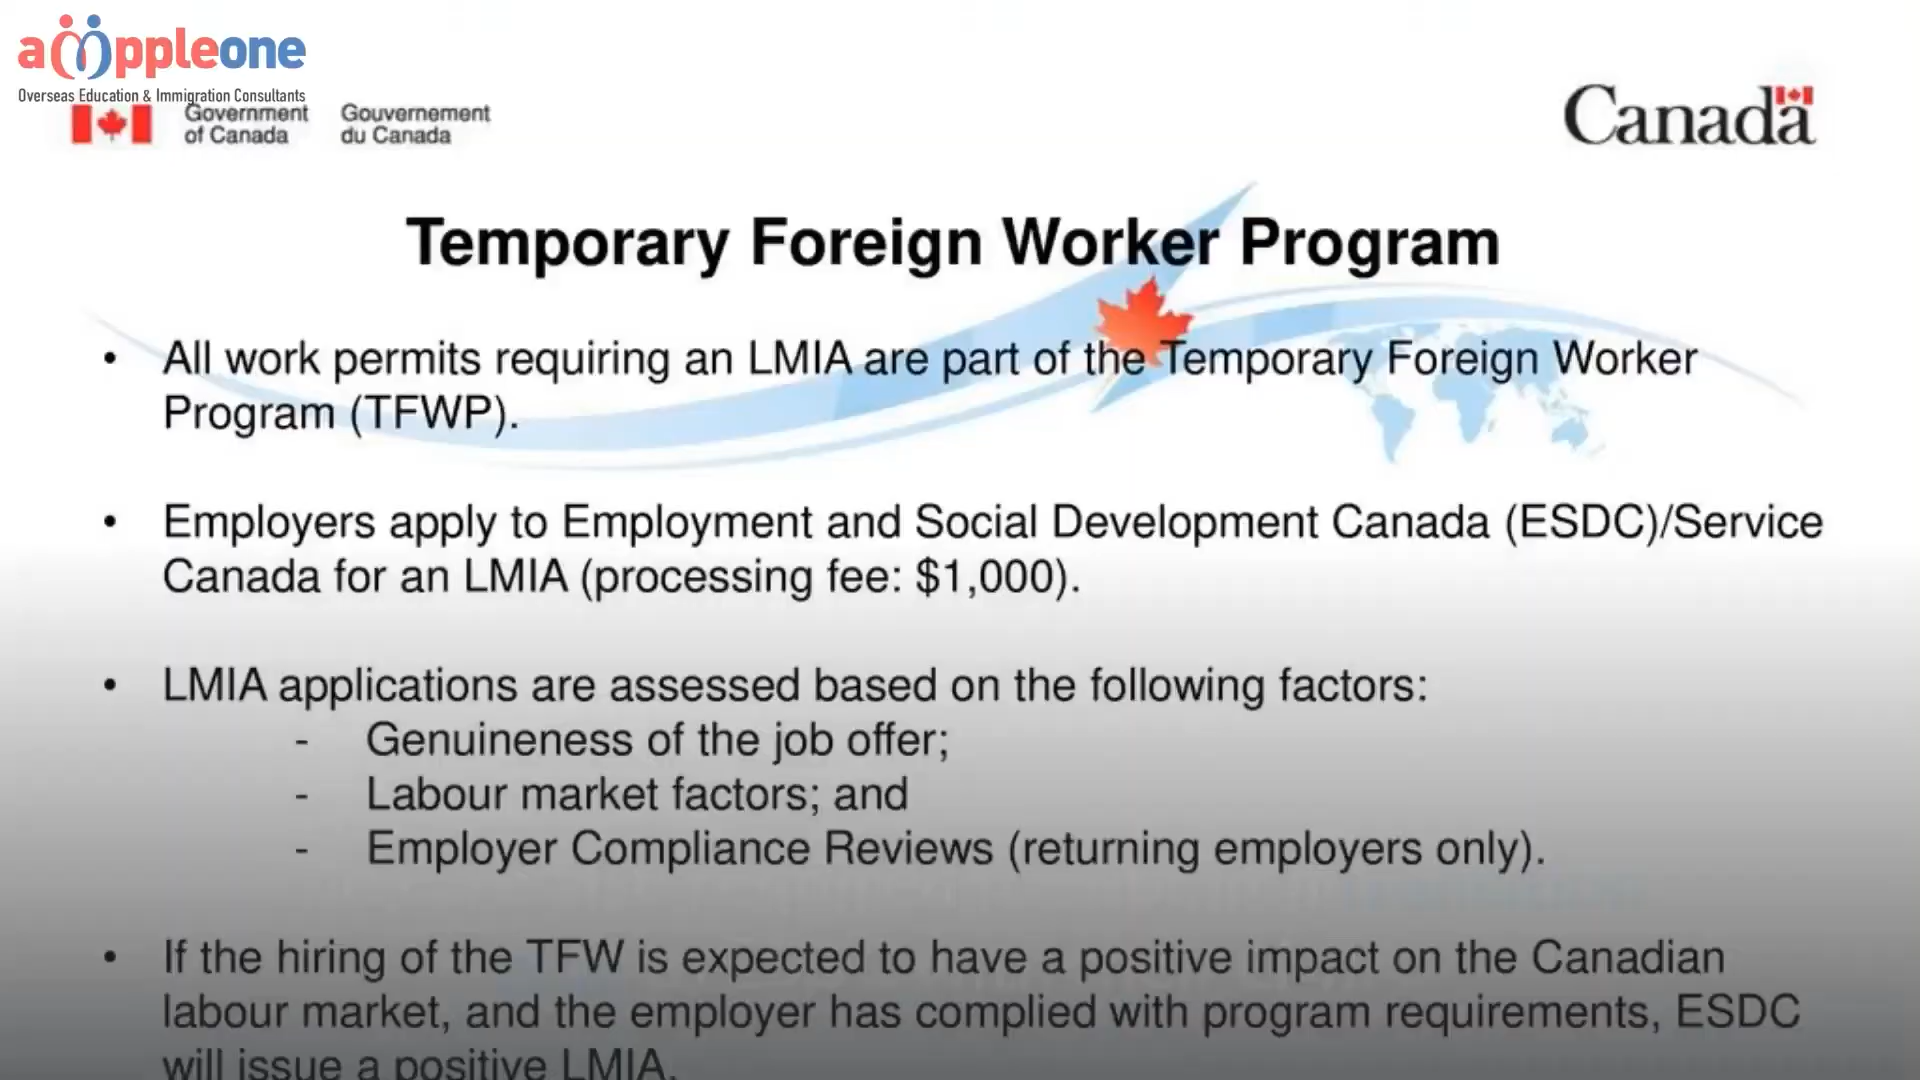 appleone
Overseas Education & Immigration Consultants
Government of Canada
Gouvernement du Canada
Canada
Temporary Foreign Worker Program
• All work permits requiring an LMIA are part of the Temporary Foreign Worker
Program (TFWP).
• Employers apply to Employment and Social Development Canada (ESDC)/Service
Canada for an LMIA (processing fee: $1,000).
• LMIA applications are assessed based on the following factors:
- Genuineness of the job offer;
- Labour market factors; and
- Employer Compliance Reviews (returning employers only).
• If the hiring of the TFW is expected to have a positive impact on the Canadian
labour market, and the employer has complied with program requirements, ESDC
will issue a positive LMIA.